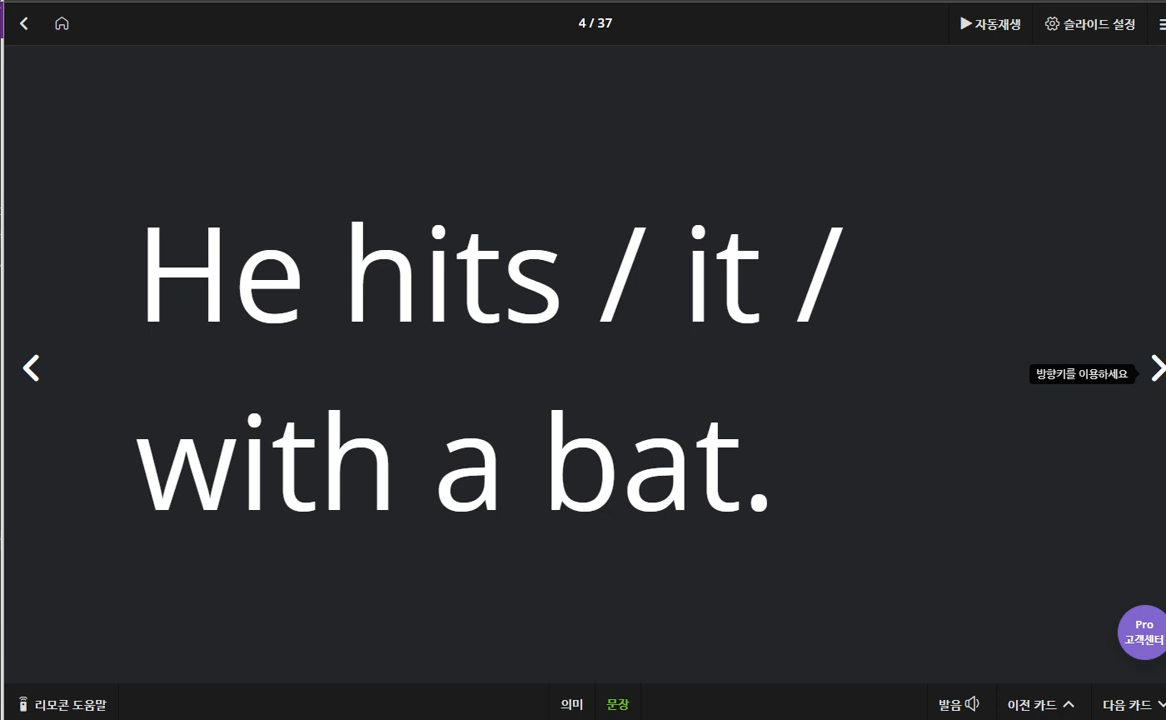 4 / 37
▶자동재생
슬라이드 설정
He hits / it /
with a bat.
방향키를 이용하세요
Pro
고객센터
리모콘 도움말
의미
문장
발음
이전 카드
다음 카드